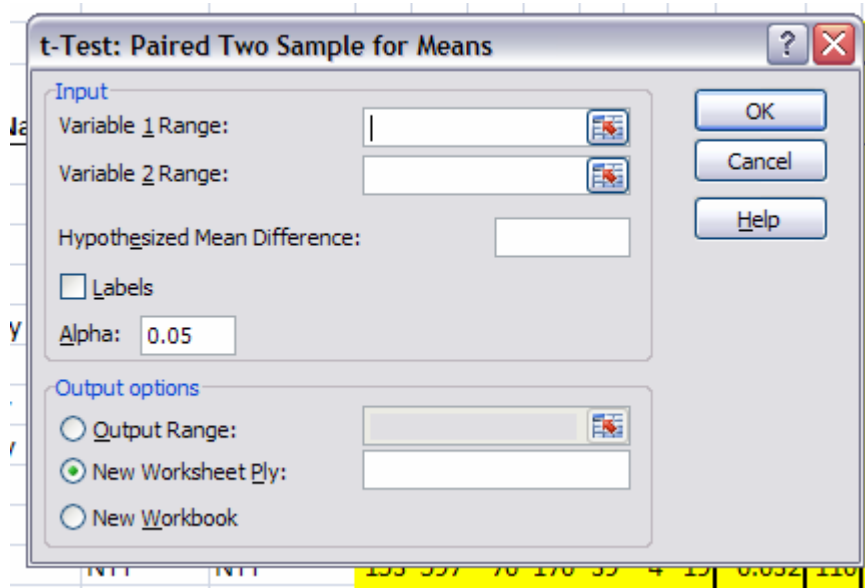 t-Test: Paired Two Sample for Means
Input
Variable 1 Range:
Variable 2 Range:
Hypothesized Mean Difference:
Labels
Alpha: 0.05
OK
Cancel
Help
Output options
Output Range:
New Worksheet Ply:
New Workbook